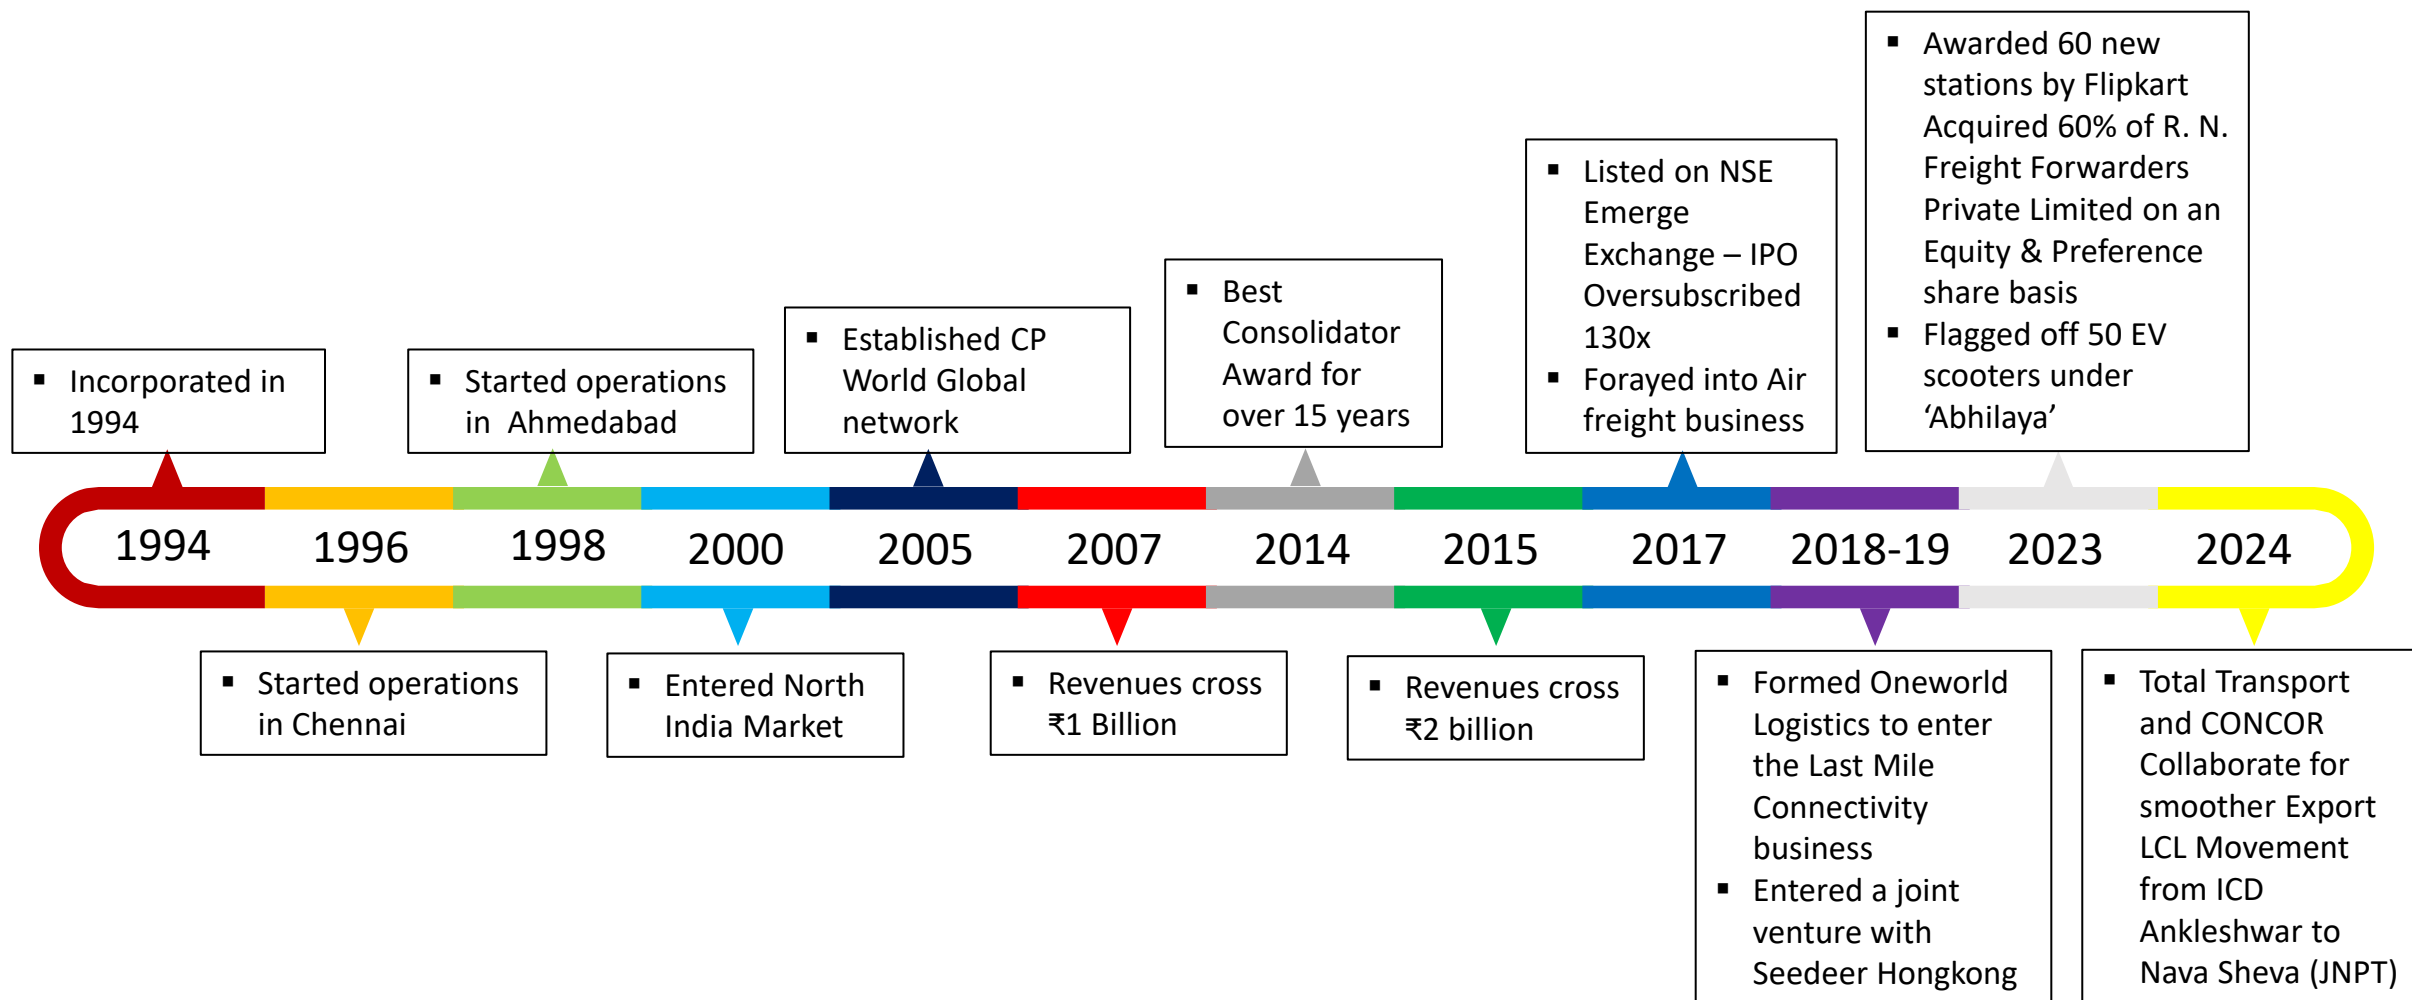 ▪ Incorporated in
1994
▪ Started operations
in  Ahmedabad
▪ Established CP
World Global
network
▪ Best
Consolidator
Award for
over 15 years
▪ Listed on NSE
Emerge
Exchange – IPO
Oversubscribed
130x
▪ Forayed into Air
freight business
▪ Awarded 60 new
stations by Flipkart
Acquired 60% of R. N.
Freight Forwarders
Private Limited on an
Equity & Preference
share basis
▪ Flagged off 50 EV
scooters under
‘Abhilaya’
1994
1996
1998
2000
2005
2007
2014
2015
2017
2018-19
2023
2024
▪ Started operations
in Chennai
▪ Entered North
India Market
▪ Revenues cross
₹1 Billion
▪ Revenues cross
₹2 billion
▪ Formed Oneworld
Logistics to enter
the Last Mile
Connectivity
business
▪ Entered a joint
venture with
Seedeer Hongkong
▪ Total Transport
and CONCOR
Collaborate for
smoother Export
LCL Movement
from ICD
Ankleshwar to
Nava Sheva (JNPT)